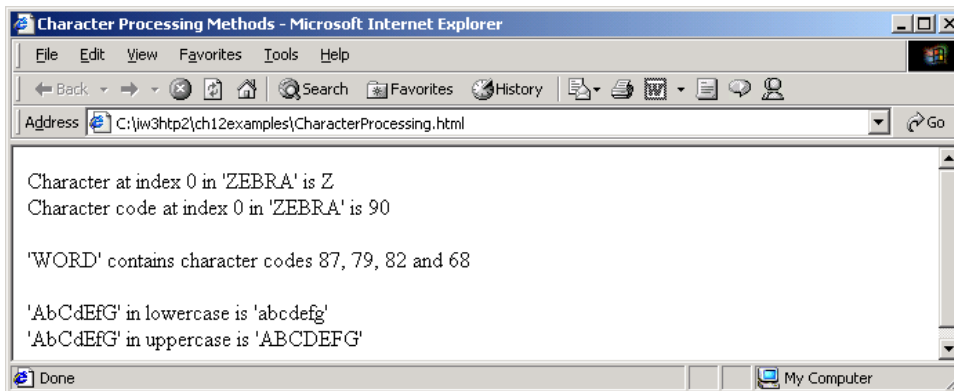 Character Processing Methods - Microsoft Internet Explorer
File Edit View Favorites Tools Help
Back Search Favorites History
Address C:\iw3htp2\ch12examples\CharacterProcessing.html Go
Character at index 0 in 'ZEBRA' is Z
Character code at index 0 in 'ZEBRA' is 90
'WORD' contains character codes 87, 79, 82 and 68
'AbCdEfG' in lowercase is 'abcdefg'
'AbCdEfG' in uppercase is 'ABCDEFG'
Done My Computer